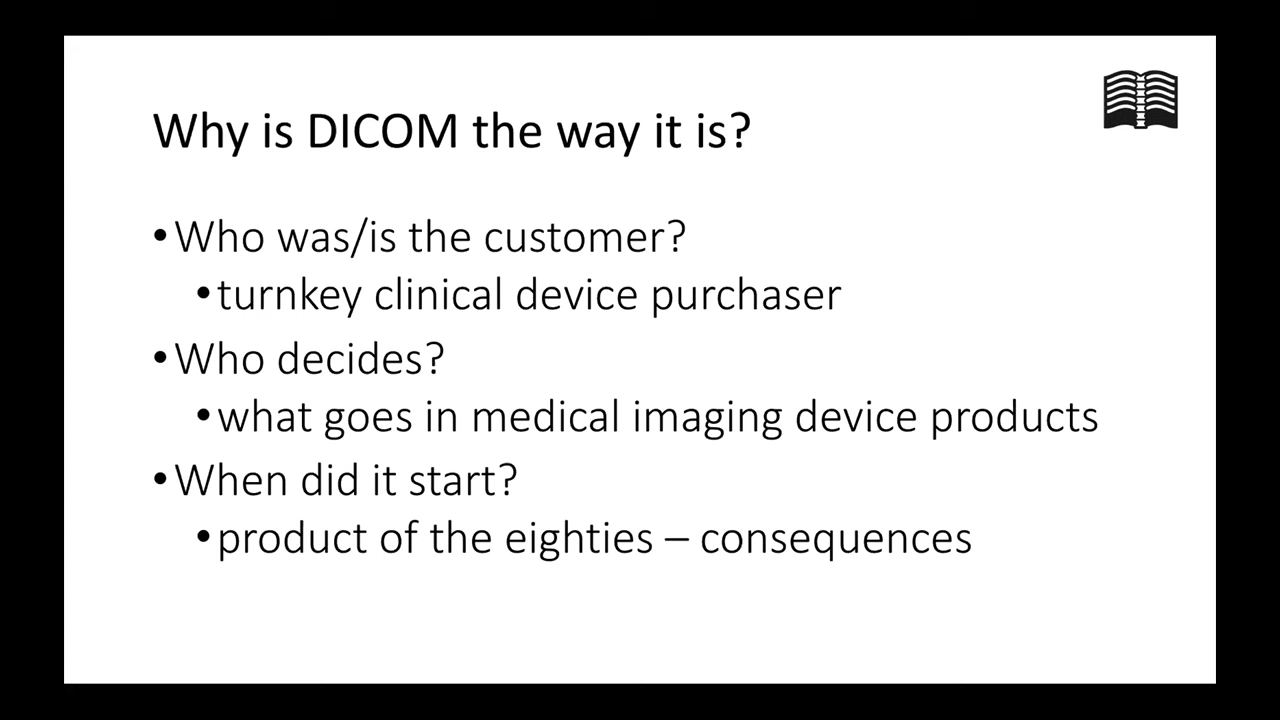 Why is DICOM the way it is?
•Who was/is the customer?
•turnkey clinical device purchaser
•Who decides?
•what goes in medical imaging device products
•When did it start?
•product of the eighties – consequences